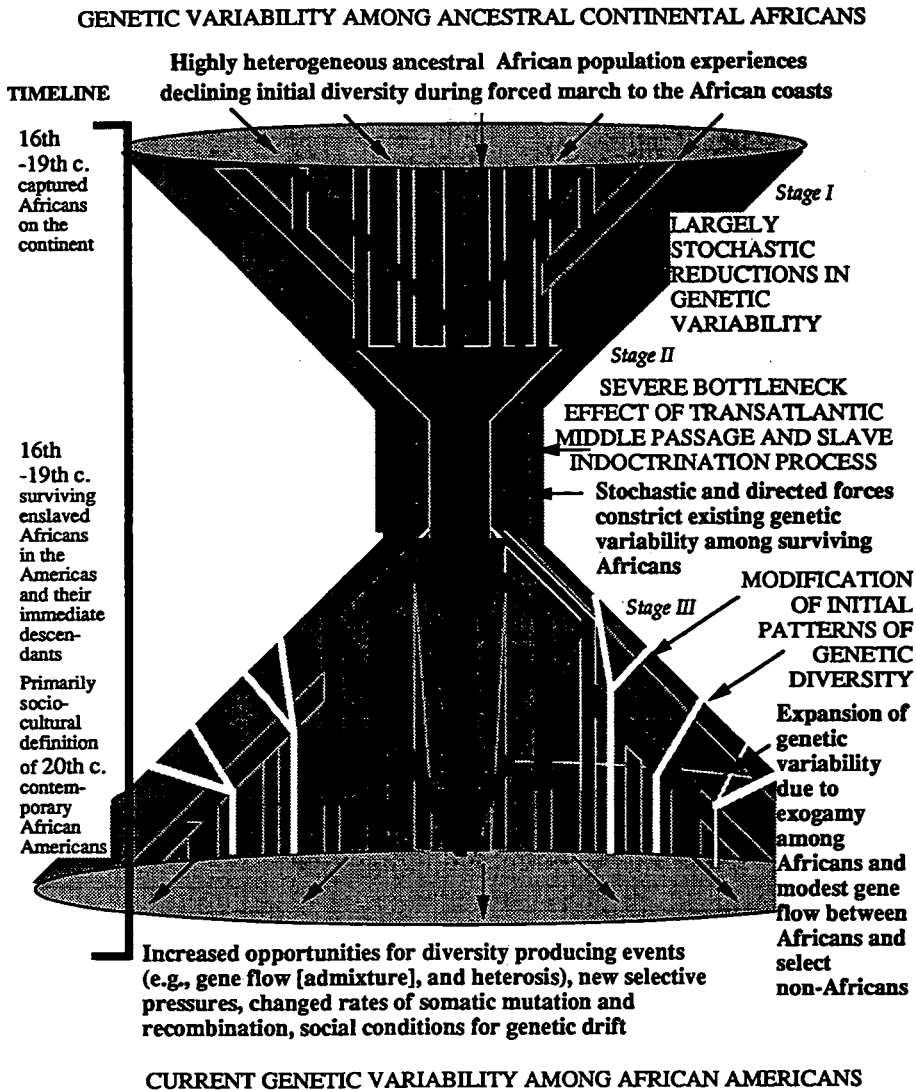 GENETIC VARIABILITY AMONG ANCESTRAL CONTINENTAL AFRICANS
Highly heterogeneous ancestral African population experiences
declining initial diversity during forced march to the African coasts
TIMELINE
16th
-19th c.
captured
Africans
on the
continent
Stage I
LARGELY
STOCHASTIC
REDUCTIONS IN
GENETIC
VARIABILITY
Stage II
SEVERE BOTTLENECK
EFFECT OF TRANSATLANTIC
MIDDLE PASSAGE AND SLAVE
INDOCTRINATION PROCESS
Stochastic and directed forces
constrict existing genetic
variability among surviving
Africans
16th
-19th c.
surviving
enslaved
Africans
in the
Americas
and their
immediate
descen-
dants
Stage III
MODIFICATION
OF INITIAL
PATTERNS OF
GENETIC
DIVERSITY
Primarily
socio-
cultural
definition
of 20th c.
contem-
porary
African
Americans
Expansion of
genetic
variability
due to
exogamy
among
Africans and
modest gene
flow between
Africans and
select
non-Africans
Increased opportunities for diversity producing events
(e.g., gene flow [admixture], and heterosis), new selective
pressures, changed rates of somatic mutation and
recombination, social conditions for genetic drift
CURRENT GENETIC VARIABILITY AMONG AFRICAN AMERICANS